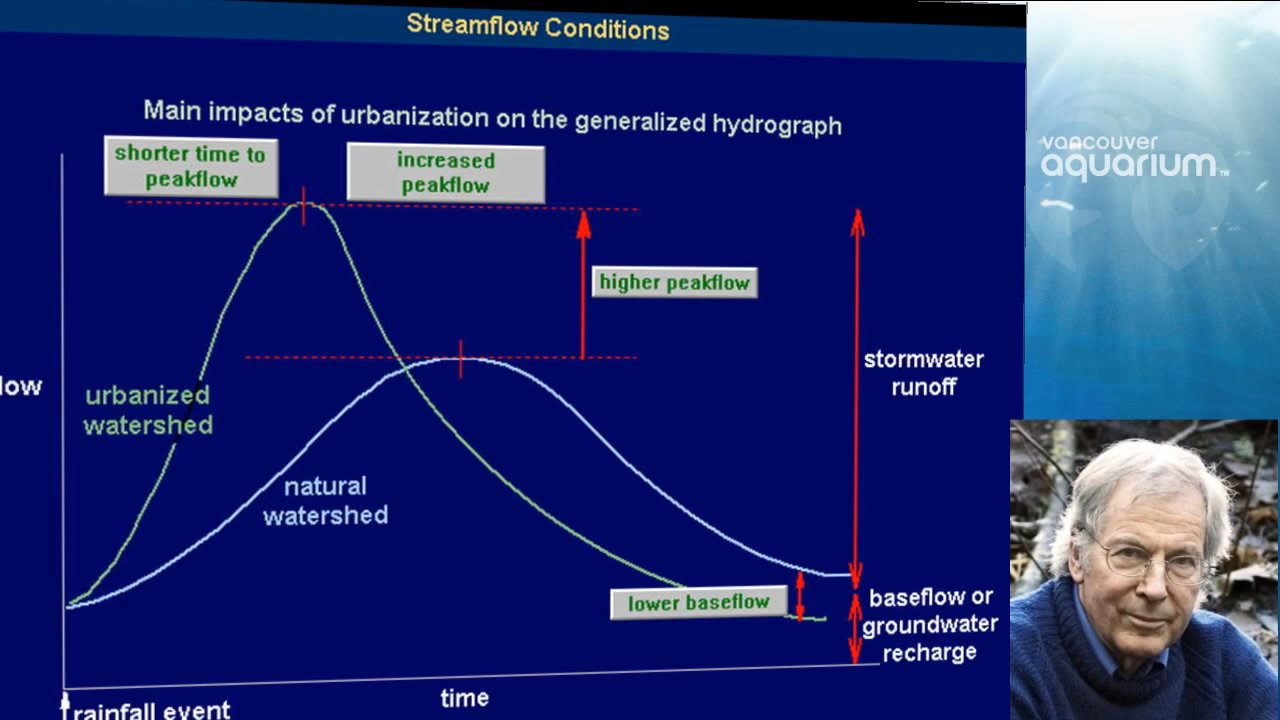 Streamflow Conditions
Main impacts of urbanization on the generalized hydrograph
shorter time to
peakflow
increased
peakflow
higher peakflow
urbanized
watershed
natural
watershed
lower baseflow
stormwater
runoff
baseflow or
groundwater
recharge
low
time
rainfall event
vancouver
aquarium™